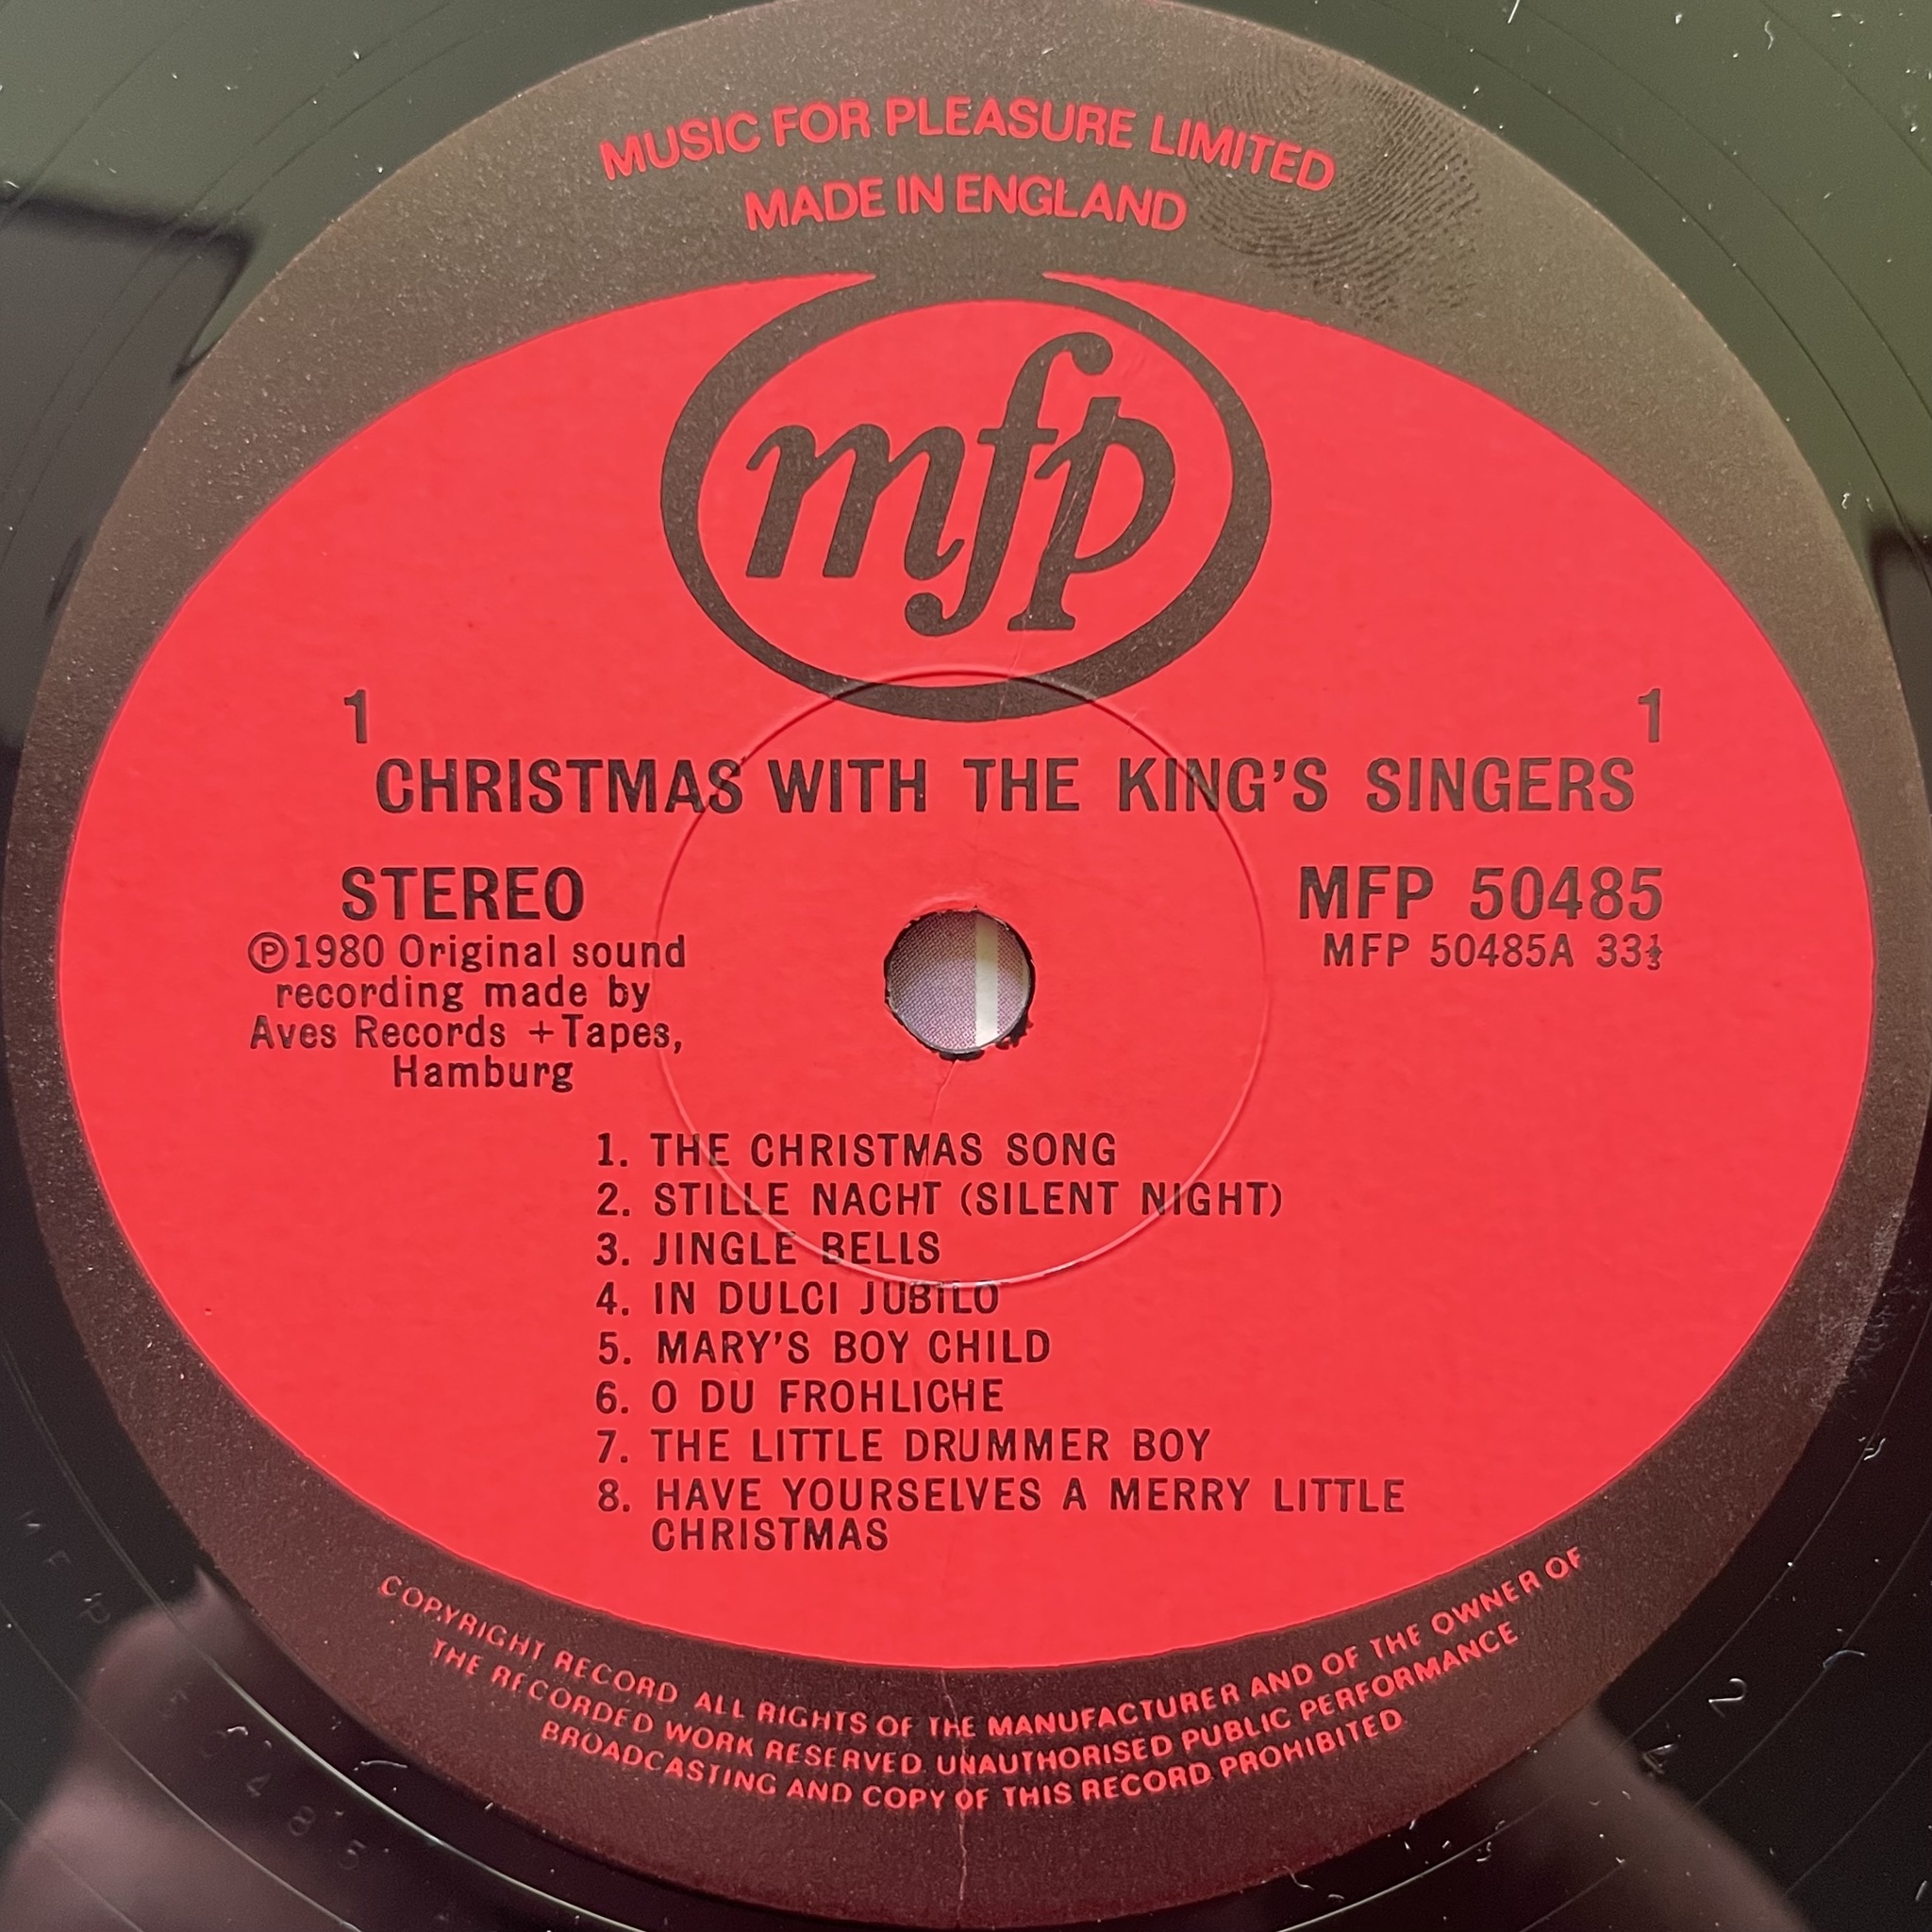 MUSIC FOR PLEASURE LIMITED
MADE IN ENGLAND
mfp
1 1
CHRISTMAS WITH THE KING'S SINGERS
STEREO
MFP 50485
℗1980 Original sound
recording made by
Aves Records +Tapes,
Hamburg
MFP 50485A 33⅓
1. THE CHRISTMAS SONG
2. STILLE NACHT (SILENT NIGHT)
3. JINGLE BELLS
4. IN DULCI JUBILO
5. MARY'S BOY CHILD
6. O DU FROHLICHE
7. THE LITTLE DRUMMER BOY
8. HAVE YOURSELVES A MERRY LITTLE
CHRISTMAS
COPYRIGHT RECORD ALL RIGHTS OF THE MANUFACTURER AND OF THE OWNER OF
THE RECORDED WORK RESERVED. UNAUTHORISED PUBLIC PERFORMANCE
BROADCASTING AND COPY OF THIS RECORD PROHIBITED
MFP 50485
2 4